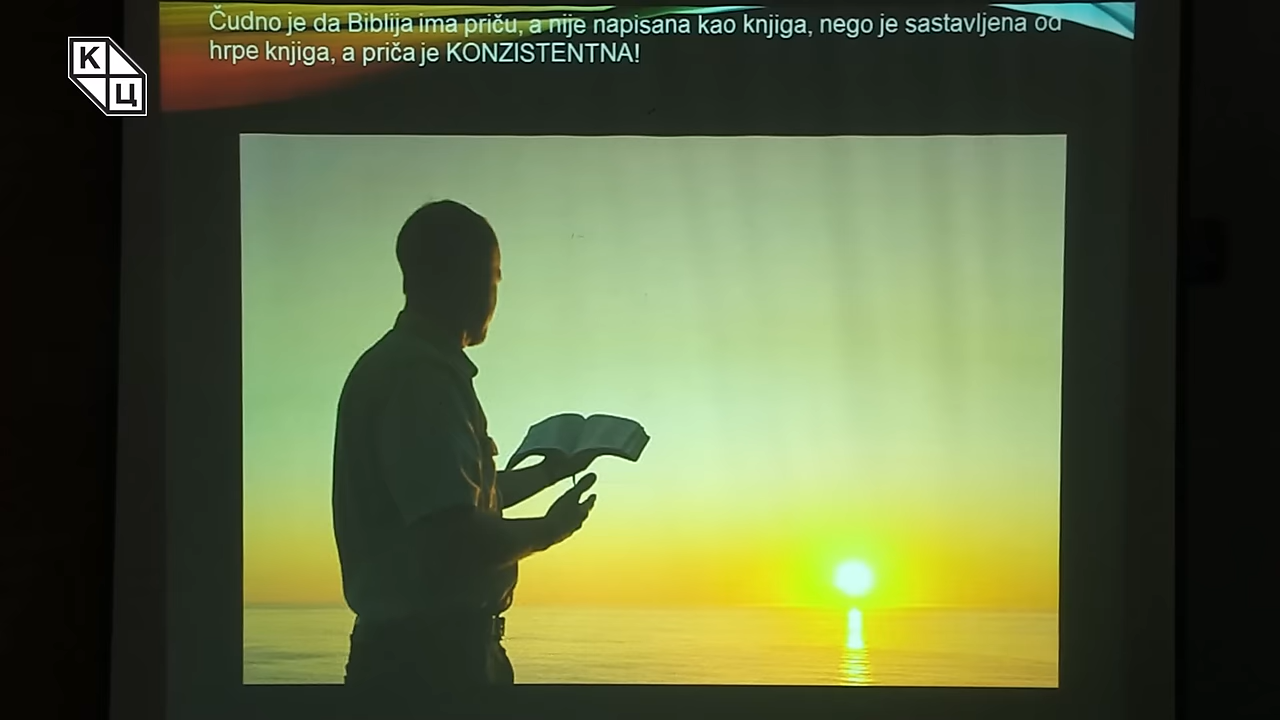 Čudno je da Biblija ima priču, a nije napisana kao knjiga, nego je sastavljena od
hrpe knjiga, a priča je KONZISTENTNA!
К
Ц